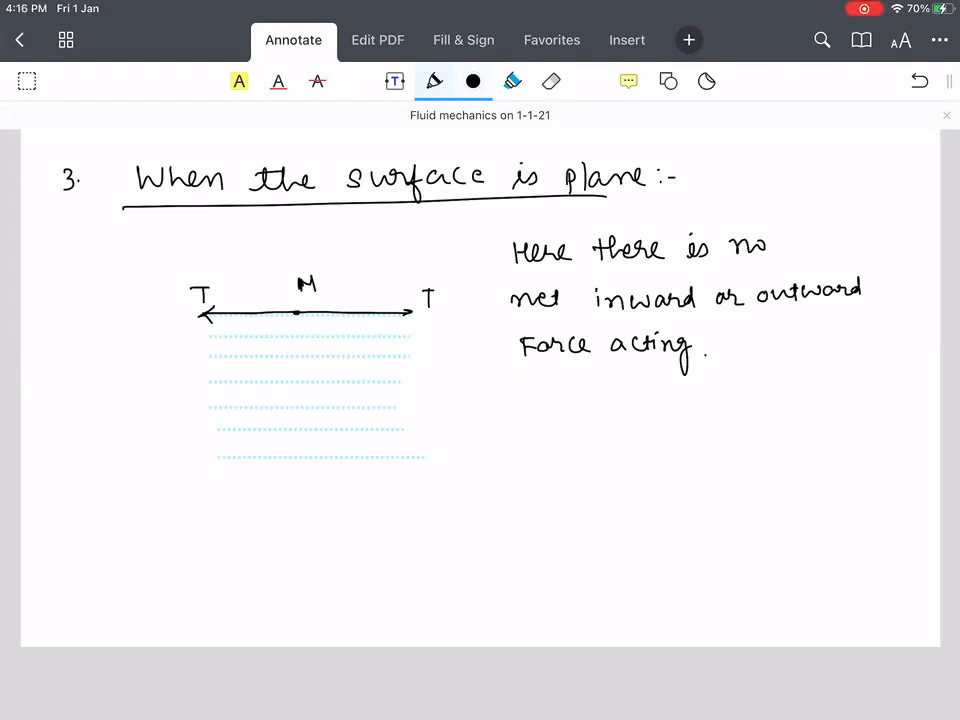 4:16 PM Fri 1 Jan 70%
Annotate Edit PDF Fill & Sign Favorites Insert
A A A T AA
Fluid mechanics on 1-1-21
3. When the surface is plane:-
Here there is no
T M T
net inward or outward
Force acting.